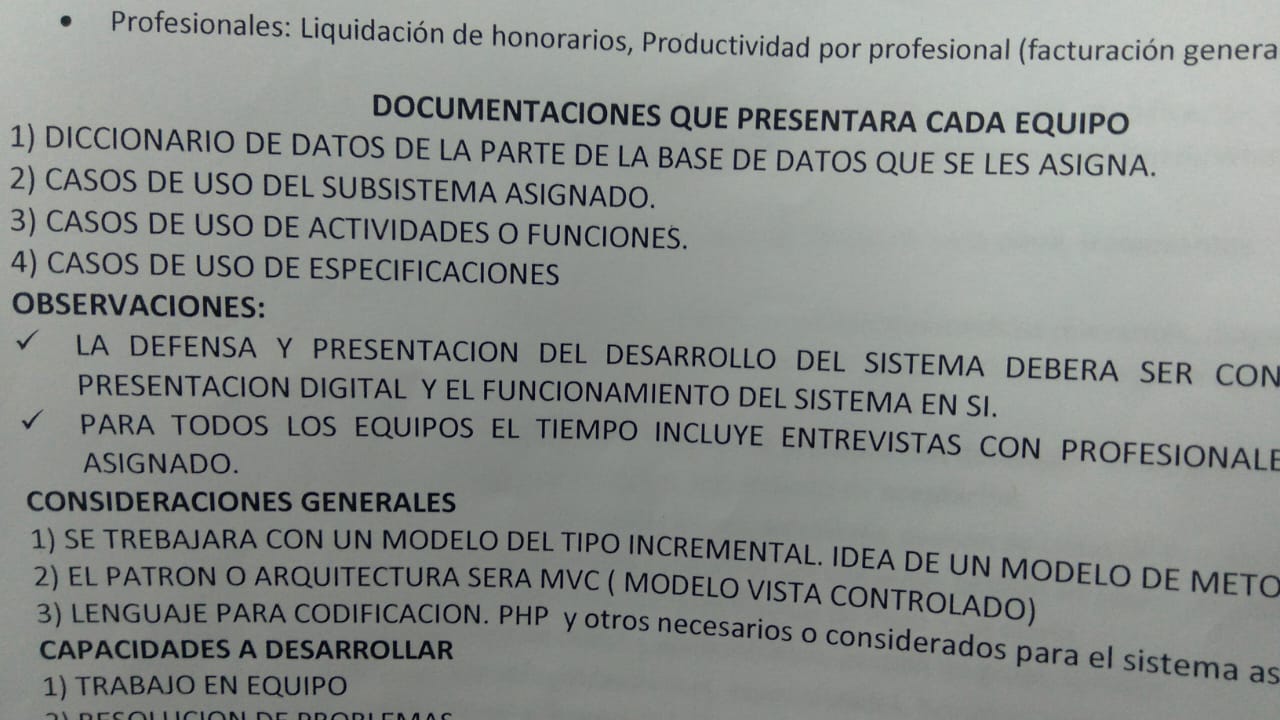 • Profesionales: Liquidación de honorarios, Productividad por profesional (facturación genera
DOCUMENTACIONES QUE PRESENTARA CADA EQUIPO
1) DICCIONARIO DE DATOS DE LA PARTE DE LA BASE DE DATOS QUE SE LES ASIGNA.
2) CASOS DE USO DEL SUBSISTEMA ASIGNADO.
3) CASOS DE USO DE ACTIVIDADES O FUNCIONES.
4) CASOS DE USO DE ESPECIFICACIONES
OBSERVACIONES:
✓ LA DEFENSA Y PRESENTACION DEL DESARROLLO DEL SISTEMA DEBERA SER CON
PRESENTACION DIGITAL Y EL FUNCIONAMIENTO DEL SISTEMA EN SI.
✓ PARA TODOS LOS EQUIPOS EL TIEMPO INCLUYE ENTREVISTAS CON PROFESIONALE
ASIGNADO.
CONSIDERACIONES GENERALES
1) SE TREBAJARA CON UN MODELO DEL TIPO INCREMENTAL. IDEA DE UN MODELO DE METO
2) EL PATRON O ARQUITECTURA SERA MVC ( MODELO VISTA CONTROLADO)
3) LENGUAJE PARA CODIFICACION. PHP y otros necesarios o considerados para el sistema as
CAPACIDADES A DESARROLLAR
1) TRABAJO EN EQUIPO
2) RESOLUCION DE PROBLEMAS